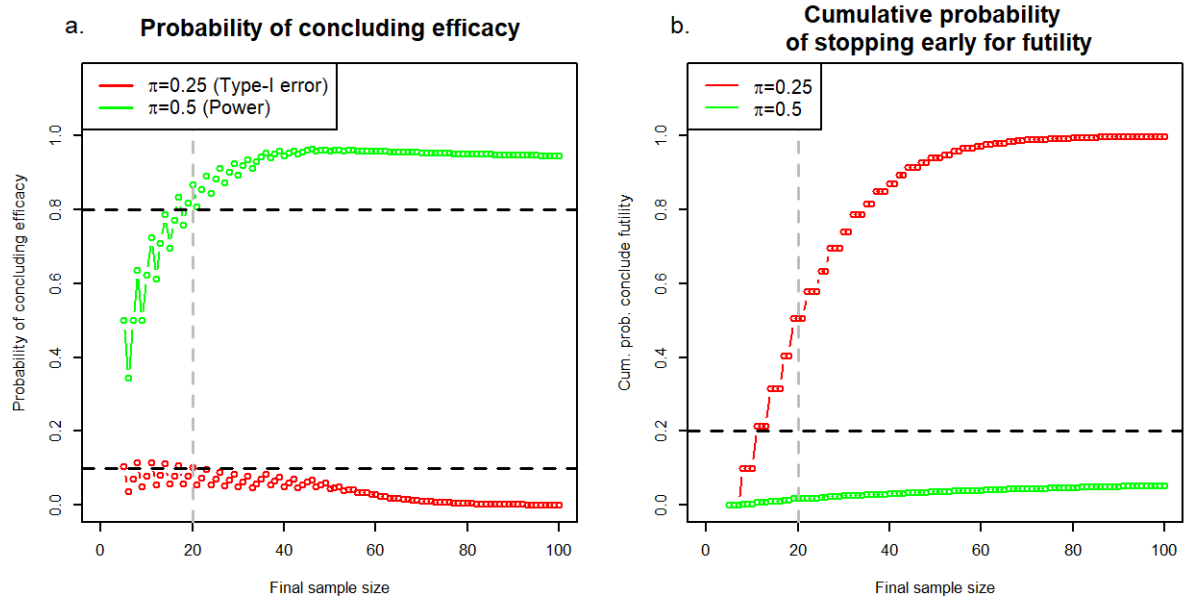 a.
Probability of concluding efficacy
π=0.25 (Type-I error)
π=0.5 (Power)
Probability of concluding efficacy
0.0
0.2
0.4
0.6
0.8
1.0
0
20
40
60
80
100
Final sample size
b.
Cumulative probability
of stopping early for futility
π=0.25
π=0.5
Cum. prob. conclude futility
0.0
0.2
0.4
0.6
0.8
1.0
0
20
40
60
80
100
Final sample size